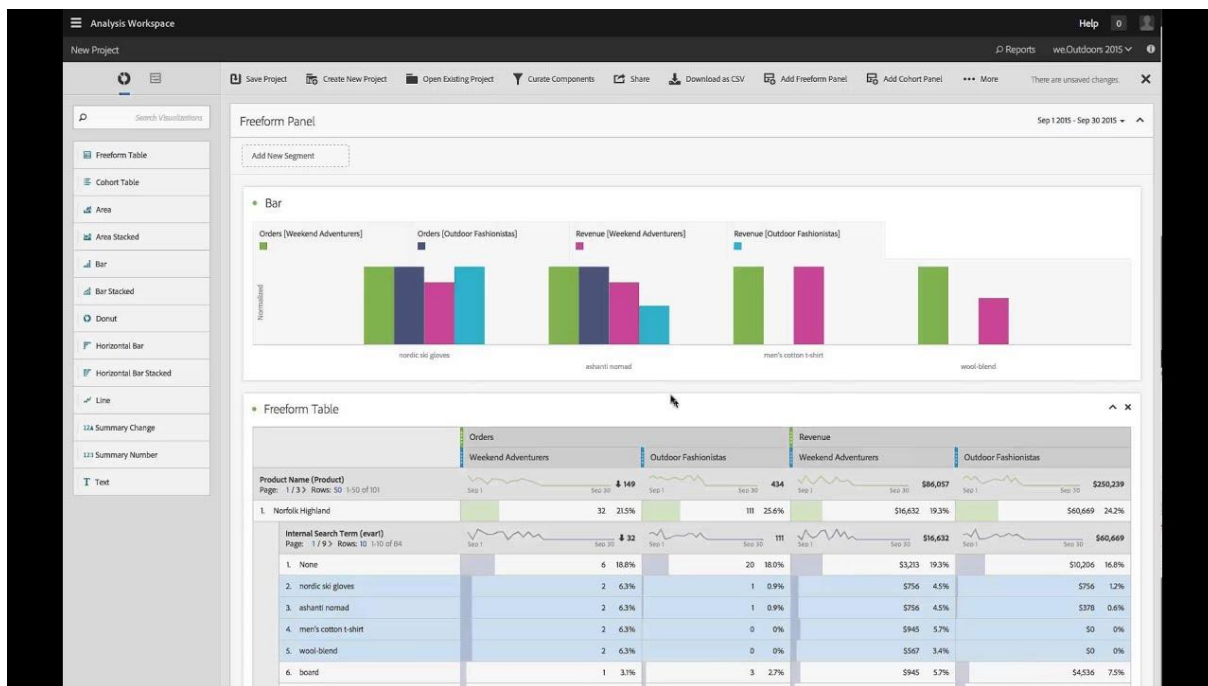 Analysis Workspace
Help 0
New Project
Reports we.Outdoors 2015
Save Project Create New Project Open Existing Project Curate Components Share Download as CSV Add Freeform Panel Add Cohort Panel More There are unsaved changes.
Search Visualizations
Freeform Table
Cohort Table
Area
Area Stacked
Bar
Bar Stacked
Donut
Horizontal Bar
Horizontal Bar Stacked
Line
12A Summary Change
123 Summary Number
T Text
Freeform Panel
Sep 1 2015 - Sep 30 2015
Add New Segment
Bar
Orders [Weekend Adventurers] Orders [Outdoor Fashionistas] Revenue [Weekend Adventurers] Revenue [Outdoor Fashionistas]
Normalized
nordic ski gloves
ashanti nomad
men's cotton t-shirt
wool-blend
Freeform Table
Orders Revenue
Weekend Adventurers Outdoor Fashionistas Weekend Adventurers Outdoor Fashionistas
Product Name (Product)
Page: 1 / 3 > Rows: 50 1-50 of 101
Sep 1 Sep 30 149 Sep 1 Sep 30 434 Sep 1 Sep 30 $86,057 Sep 1 Sep 30 $250,239
1. Norfolk Highland 32 21.5% 111 25.6% $16,632 19.3% $60,669 24.2%
Internal Search Term (evar1)
Page: 1 / 9 > Rows: 10 1-10 of 84
Sep 1 Sep 30 32 Sep 1 Sep 30 111 Sep 1 Sep 30 $16,632 Sep 1 Sep 30 $60,669
1. None 6 18.8% 20 18.0% $3,213 19.3% $10,206 16.8%
2. nordic ski gloves 2 6.3% 1 0.9% $756 4.5% $756 1.2%
3. ashanti nomad 2 6.3% 1 0.9% $756 4.5% $378 0.6%
4. men's cotton t-shirt 2 6.3% 0 0% $945 5.7% $0 0%
5. wool-blend 2 6.3% 0 0% $567 3.4% $0 0%
6. board 1 3.1% 3 2.7% $945 5.7% $4,536 7.5%